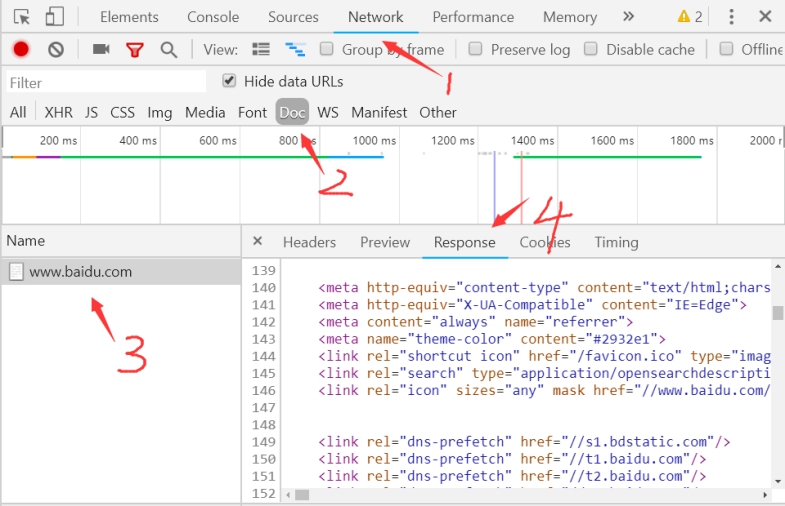 Elements Console Sources Network Performance Memory » 2
View: Group by frame Preserve log Disable cache Offline
Filter Hide data URLs
1
All XHR JS CSS Img Media Font Doc WS Manifest Other
200 ms 400 ms 600 ms 800 ms 1000 ms 1200 ms 1400 ms 1600 ms 1800 ms 2000
2
4
Name × Headers Preview Response Cookies Timing
www.baidu.com
3
139
140 <meta http-equiv="content-type" content="text/html;chars
141 <meta http-equiv="X-UA-Compatible" content="IE=Edge">
142 <meta content="always" name="referrer">
143 <meta name="theme-color" content="#2932e1">
144 <link rel="shortcut icon" href="/favicon.ico" type="imag
145 <link rel="search" type="application/opensearchdescripti
146 <link rel="icon" sizes="any" mask href="//www.baidu.com/
147
148
149 <link rel="dns-prefetch" href="//s1.bdstatic.com"/>
150 <link rel="dns-prefetch" href="//t1.baidu.com"/>
151 <link rel="dns-prefetch" href="//t2.baidu.com"/>
152